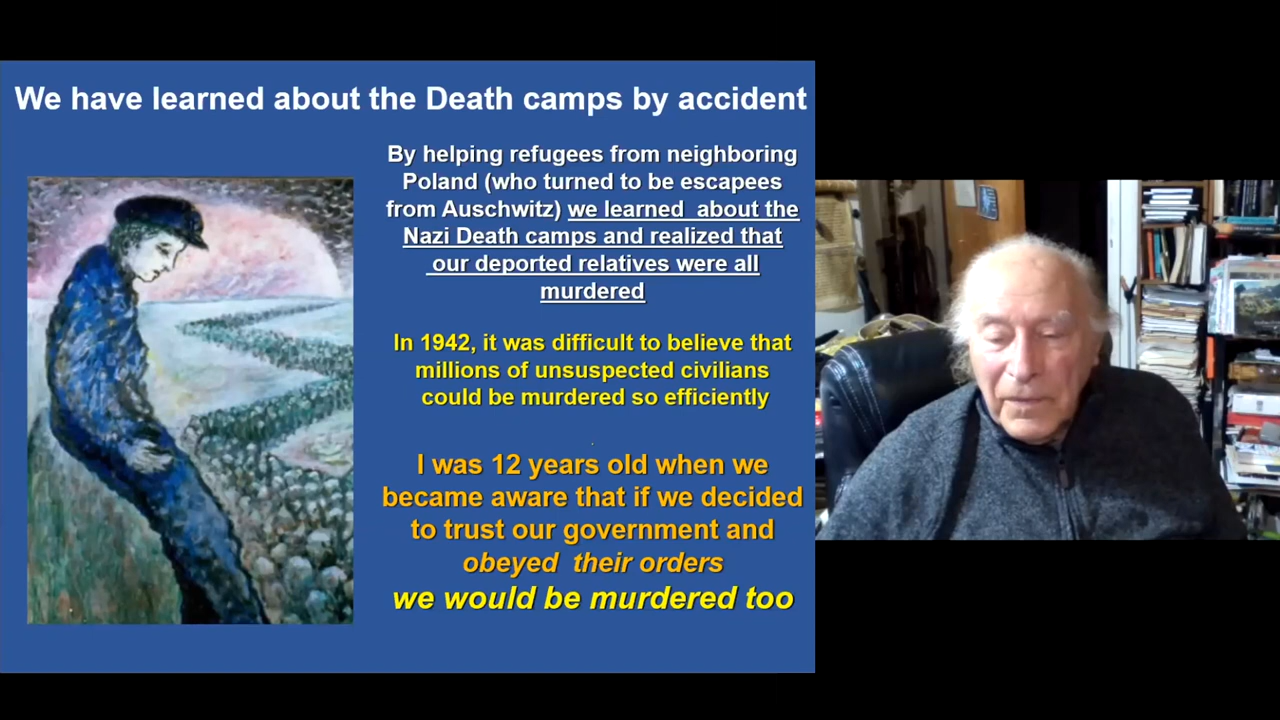 We have learned about the Death camps by accident
By helping refugees from neighboring
Poland (who turned to be escapees
from Auschwitz) we learned about the
Nazi Death camps and realized that
our deported relatives were all
murdered
In 1942, it was difficult to believe that
millions of unsuspected civilians
could be murdered so efficiently
I was 12 years old when we
became aware that if we decided
to trust our government and
obeyed their orders
we would be murdered too